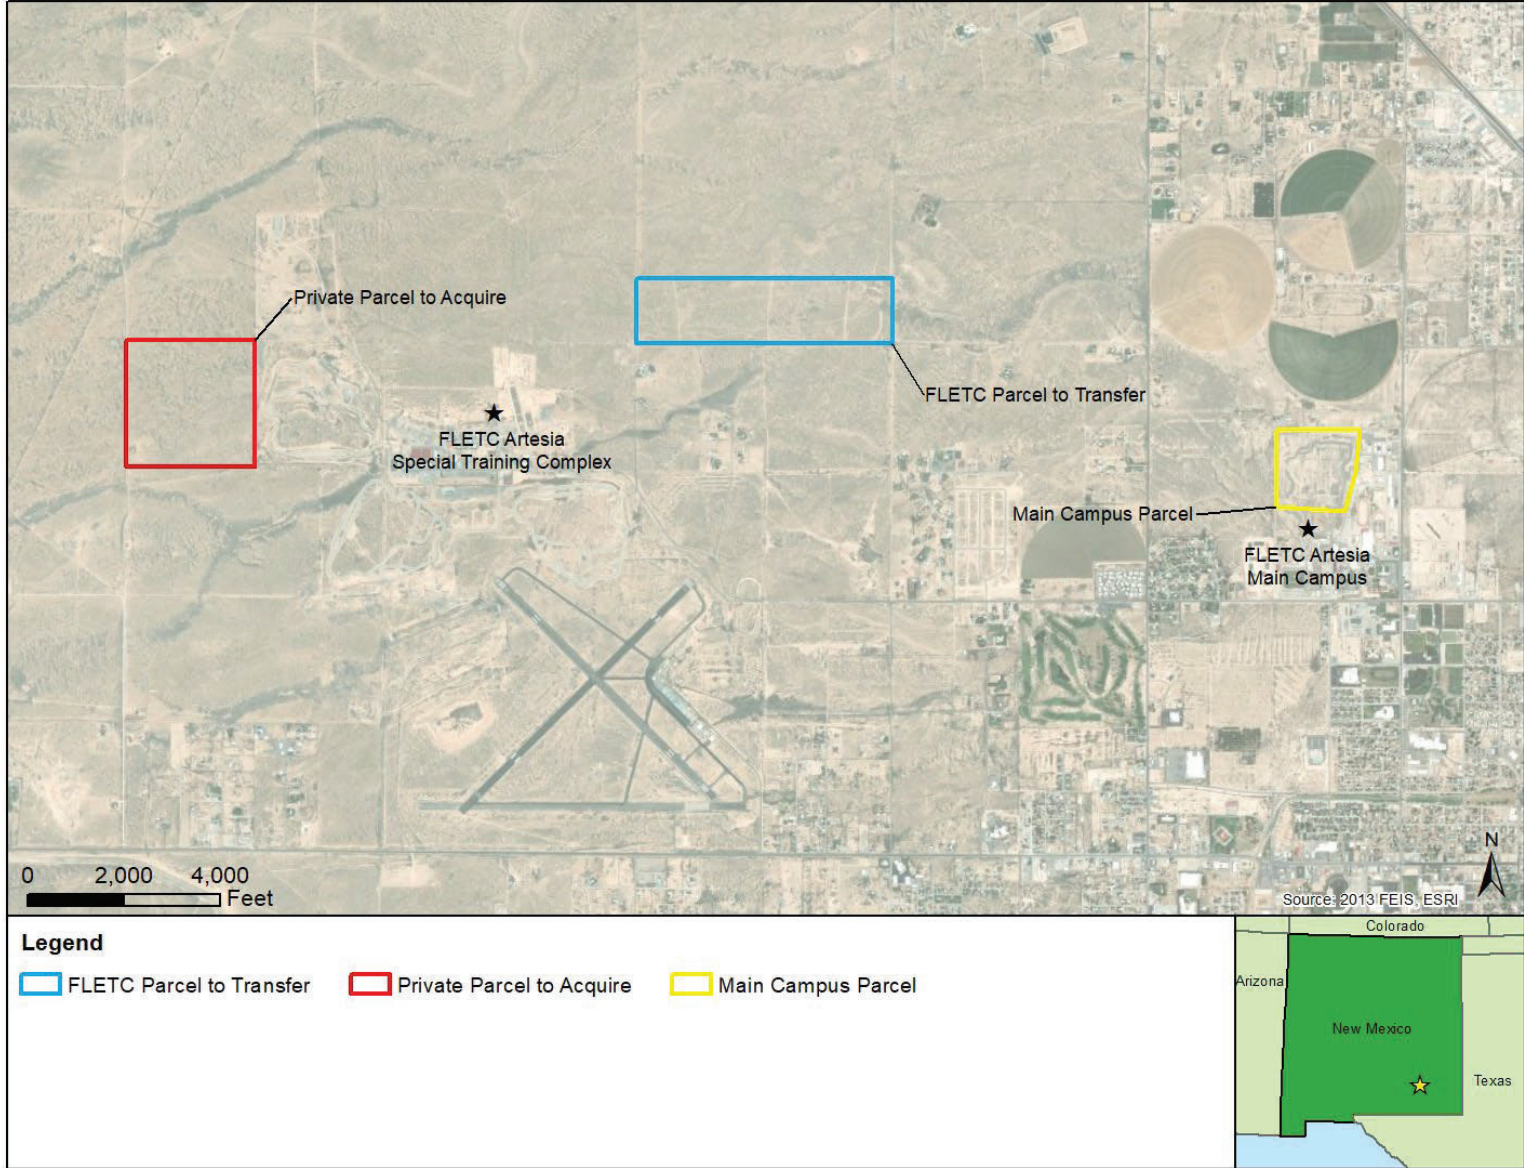 Private Parcel to Acquire
FLETC Parcel to Transfer
FLETC Artesia
Special Training Complex
Main Campus Parcel
FLETC Artesia
Main Campus
0 2,000 4,000
Feet
N
Source: 2013 FEIS, ESRI
Legend
FLETC Parcel to Transfer Private Parcel to Acquire Main Campus Parcel
Colorado
Arizona
New Mexico
Texas